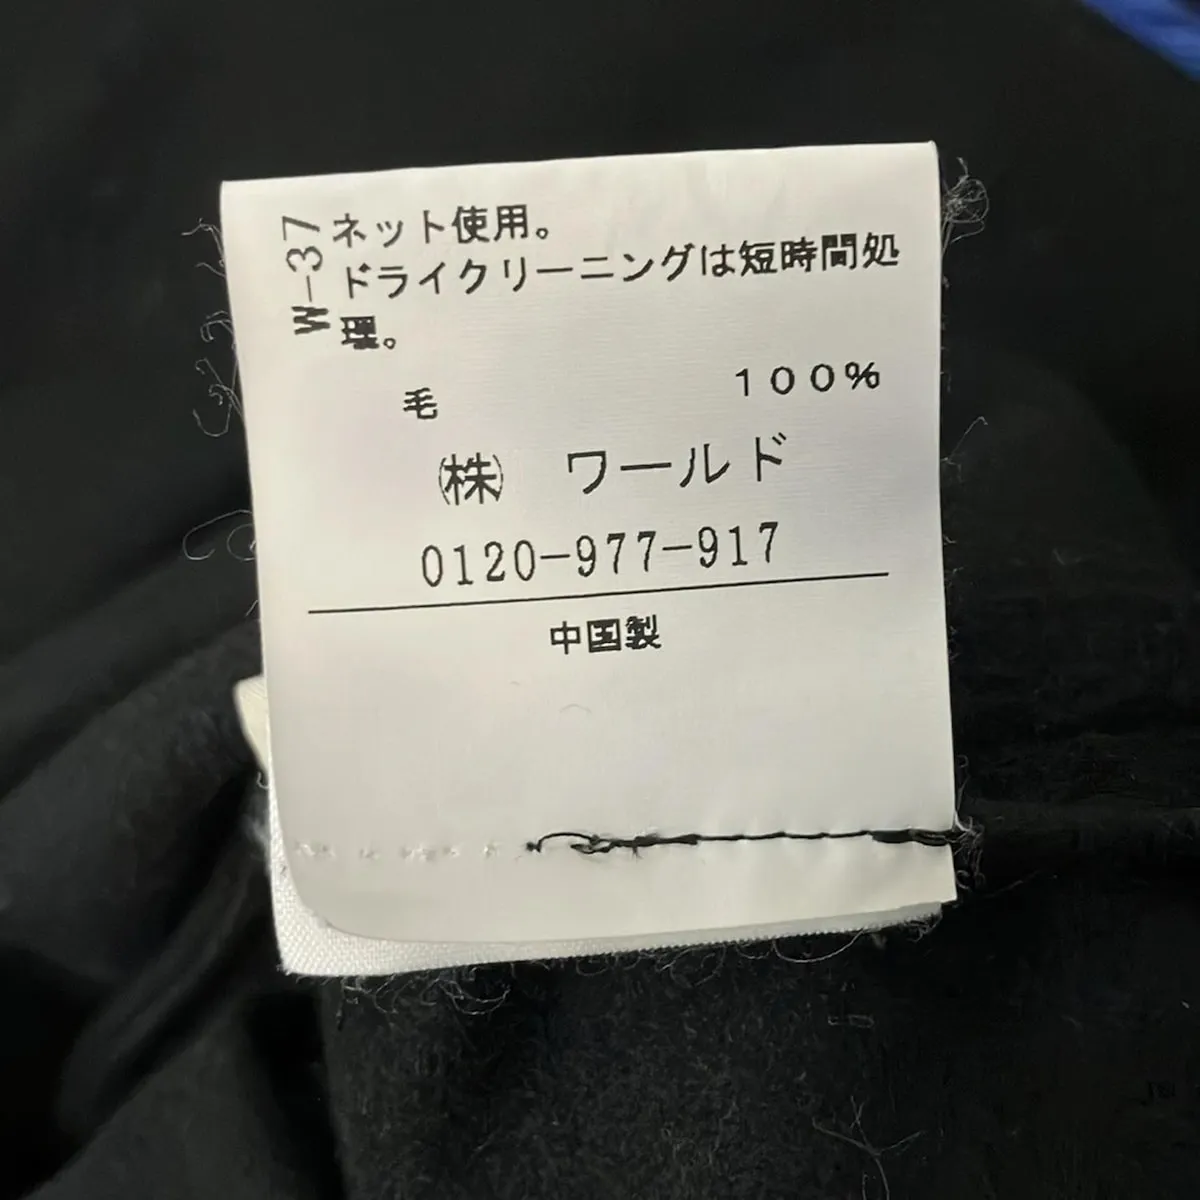 W-37
ネット使用。
ドライクリーニングは短時間処
理。
毛 100%
㈱ ワールド
0120-977-917
中国製